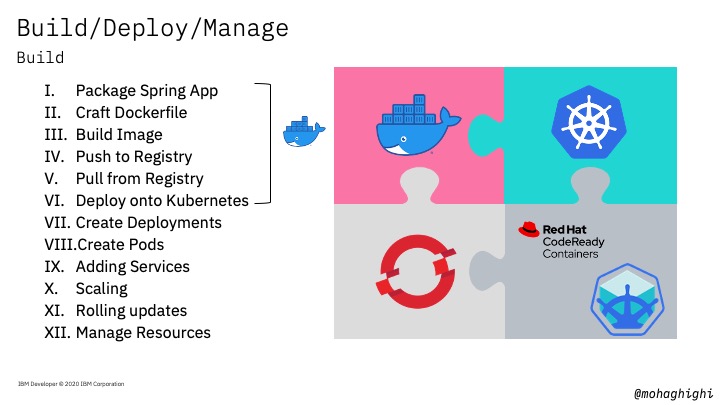 Build/Deploy/Manage
Build
I. Package Spring App
II. Craft Dockerfile
III. Build Image
IV. Push to Registry
V. Pull from Registry
VI. Deploy onto Kubernetes
VII. Create Deployments
VIII.Create Pods
IX. Adding Services
X. Scaling
XI. Rolling updates
XII. Manage Resources
Red Hat
CodeReady
Containers
IBM Developer © 2020 IBM Corporation
@mohaghighi